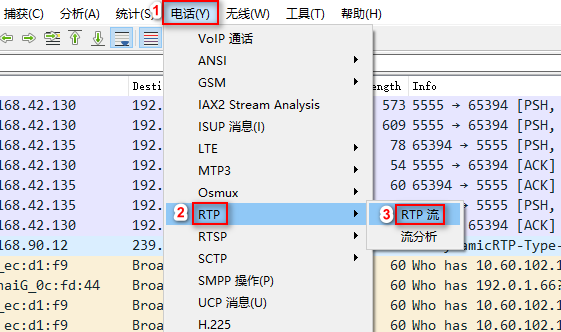 捕获(C) 分析(A) 统计(S) 1 电话(Y) 无线(W) 工具(T) 帮助(H)
VoIP 通话
ANSI
GSM
IAX2 Stream Analysis
ISUP 消息(I)
LTE
MTP3
Osmux
2 RTP
RTSP
SCTP
SMPP 操作(P)
UCP 消息(U)
H.225
3 RTP 流
流分析
Desti
ength Info
168.42.130 192. 573 5555 → 65394 [PSH,
168.42.130 192. 609 5555 → 65394 [PSH,
168.42.135 192. 78 65394 → 5555 [PSH,
168.42.130 192. 54 5555 → 65394 [ACK]
168.42.135 192. 60 65394 → 5555 [ACK]
168.42.135 192.
168.42.135 192.
68.90.12 239. amicRTP-Type-
_ec:d1:f9 Broa 60 Who has 10.60.102.1
naiG_0c:fd:44 Broa 60 Who has 192.0.1.66?
_ec:d1:f9 Broa 60 Who has 10.60.102.1
_ec:d1:f9 Broa 60 Who has 10.60.102.1